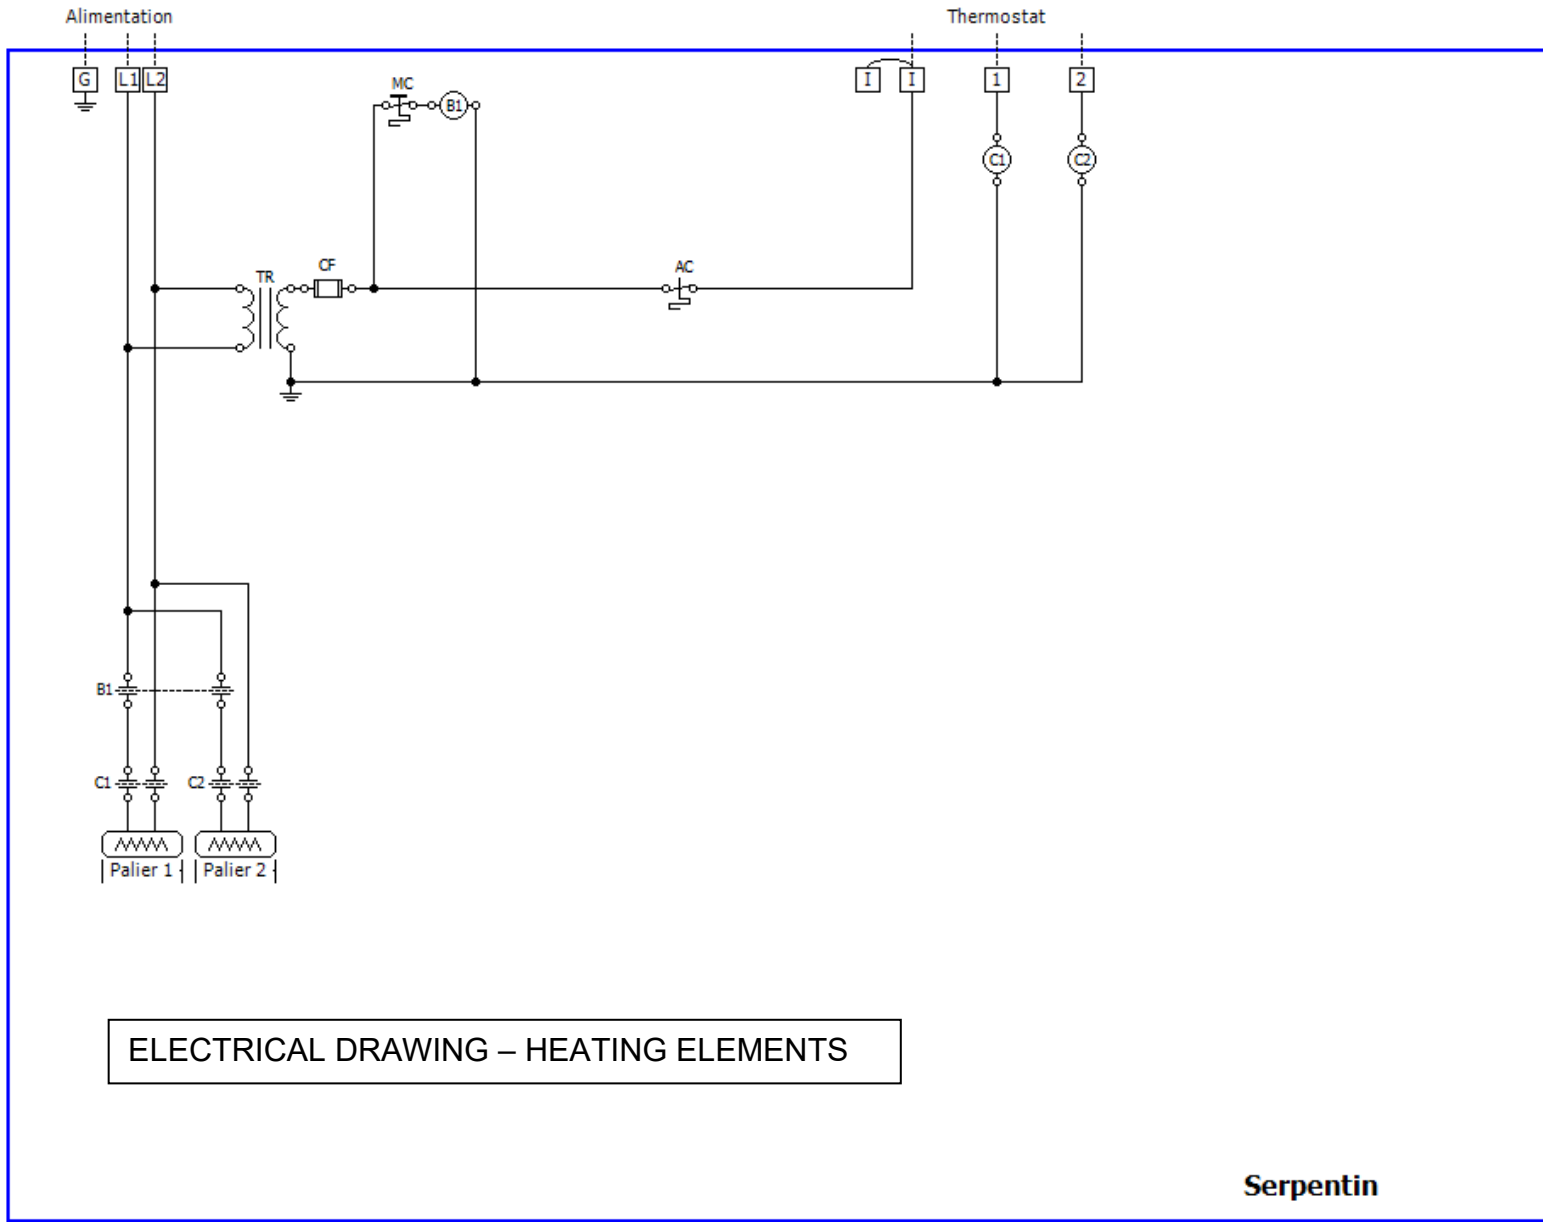 Alimentation
Thermostat
G L1 L2
I I 1 2
MC
B1
C1 C2
TR CF
AC
B1
C1 C2
Palier 1 Palier 2
ELECTRICAL DRAWING – HEATING ELEMENTS
Serpentin